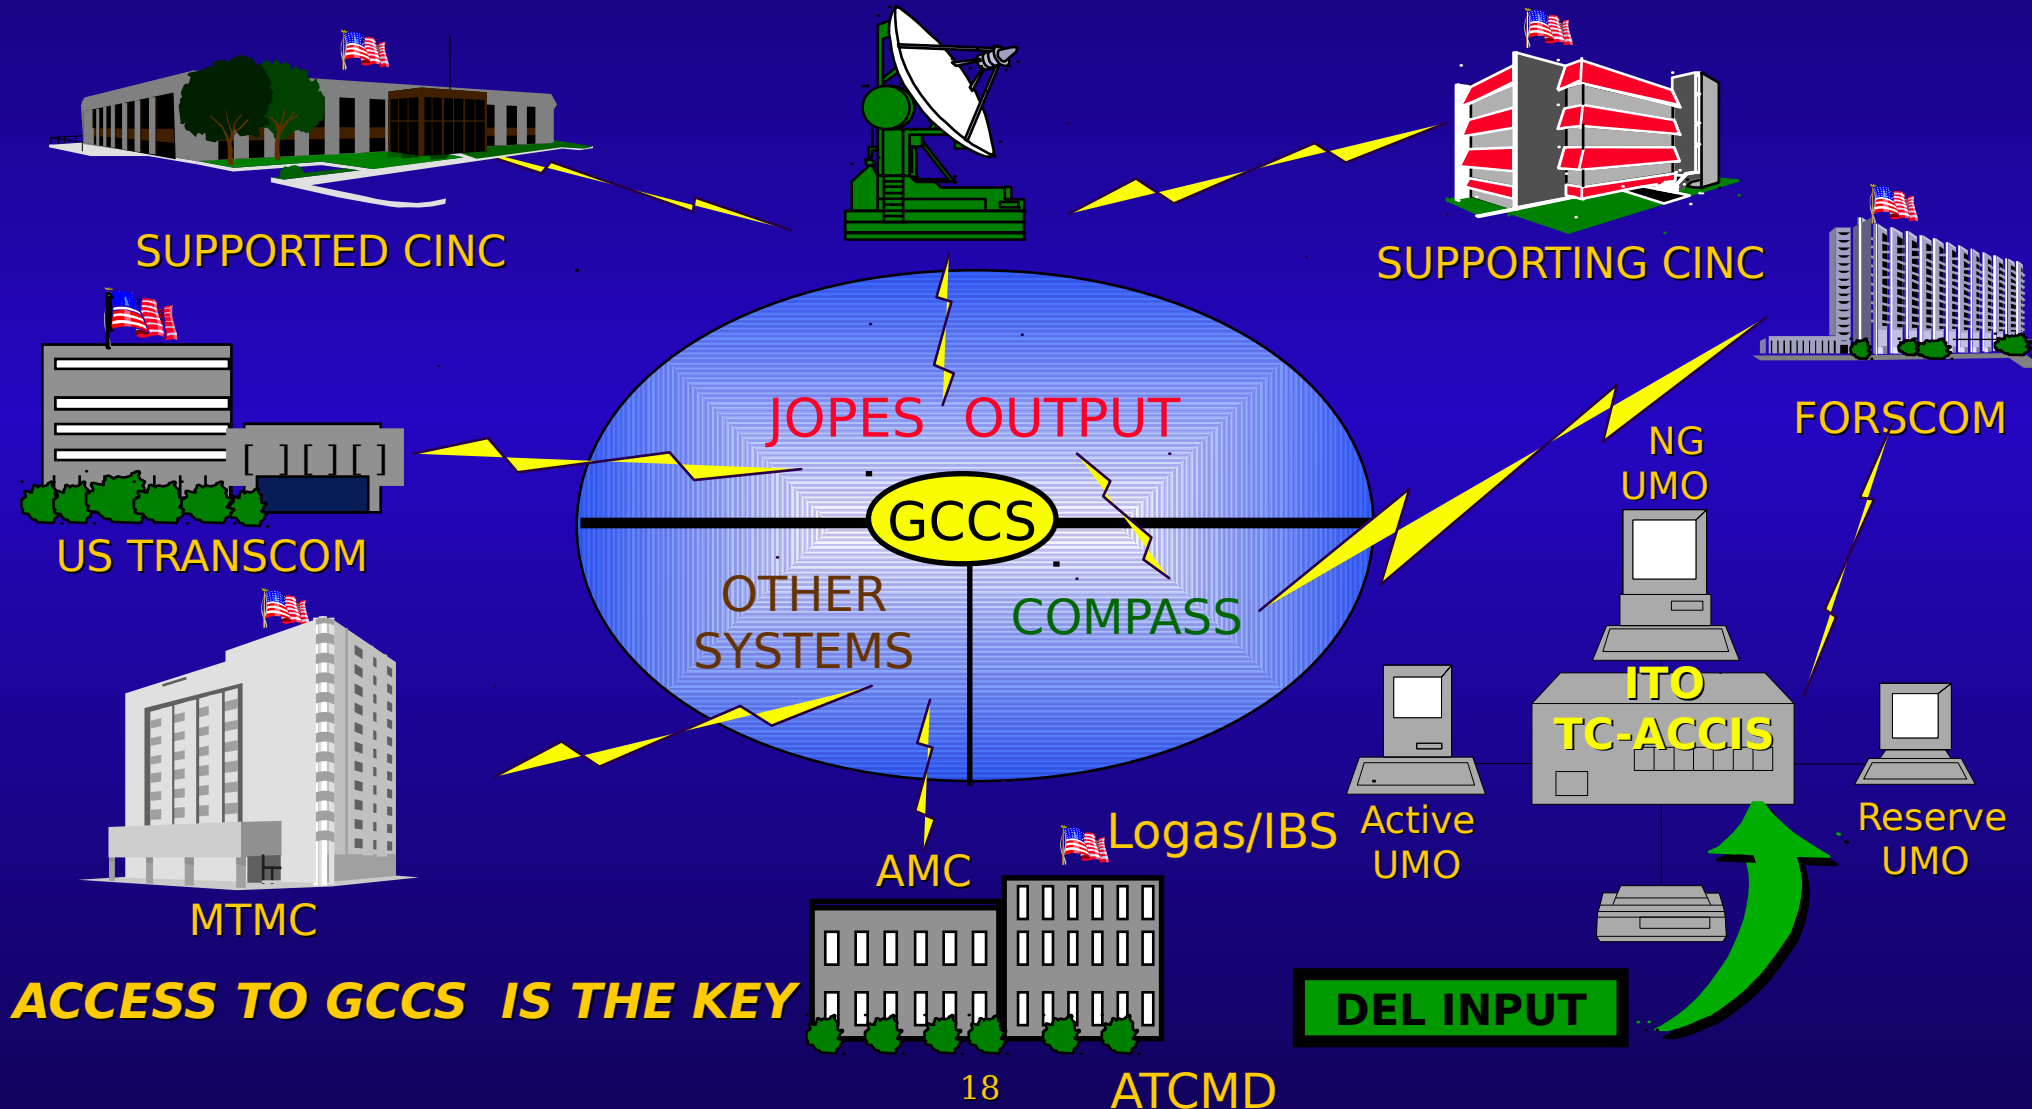 SUPPORTED CINC
SUPPORTING CINC
FORSCOM
JOPES OUTPUT
NG
UMO
GCCS
US TRANSCOM
OTHER
SYSTEMS
COMPASS
ITO
TC-ACCIS
Active
UMO
Reserve
UMO
Logas/IBS
AMC
MTMC
ACCESS TO GCCS IS THE KEY
DEL INPUT
18
ATCMD